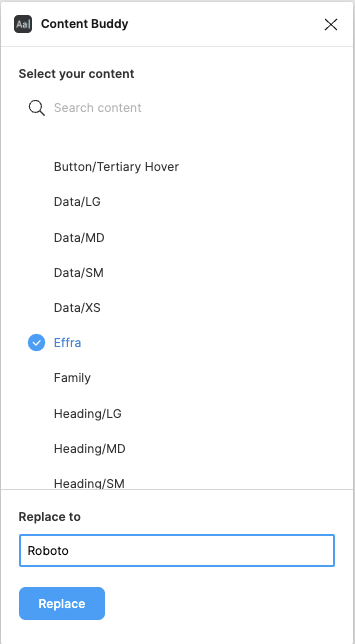 Aa
Content Buddy
Select your content
Search content
Button/Tertiary Hover
Data/LG
Data/MD
Data/SM
Data/XS
Effra
Family
Heading/LG
Heading/MD
Heading/SM
Replace to
Roboto
Replace